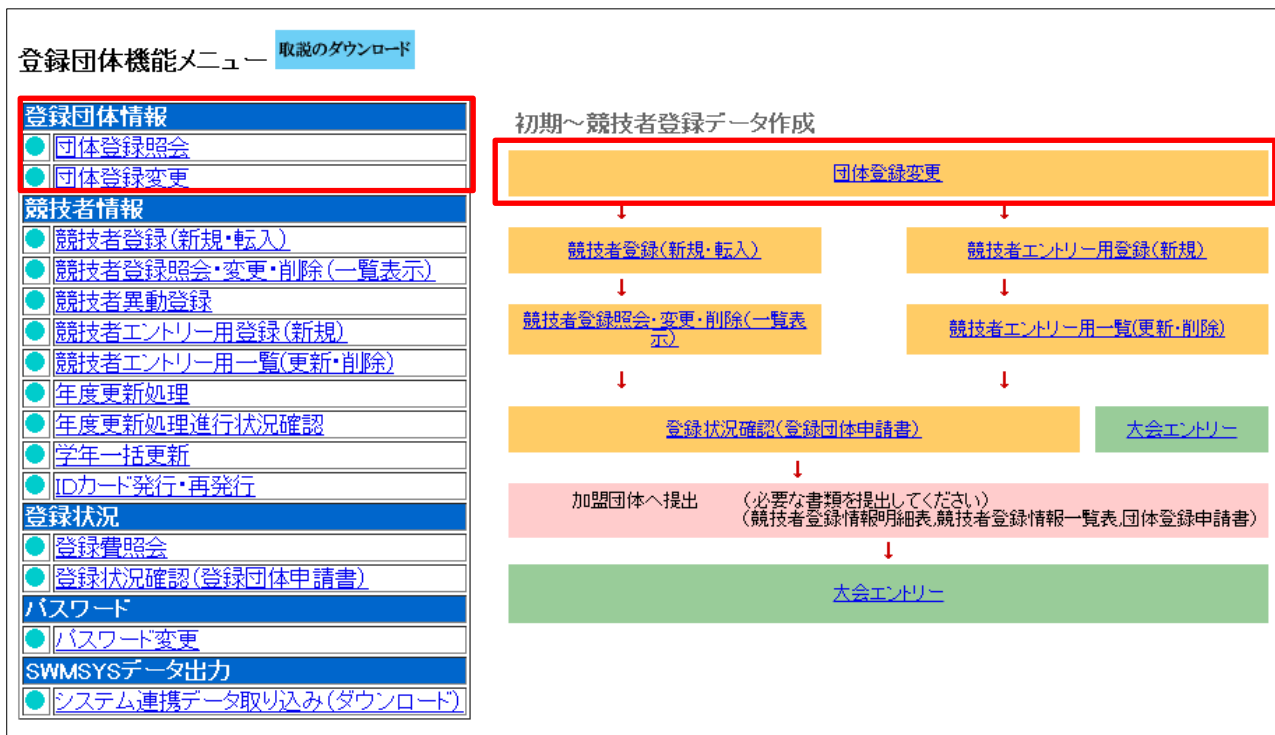 登録団体機能メニュー 取説のダウンロード
登録団体情報
団体登録照会
団体登録変更
競技者情報
競技者登録(新規・転入)
競技者登録照会・変更・削除(一覧表示)
競技者異動登録
競技者エントリー用登録(新規)
競技者エントリー用一覧(更新・削除)
年度更新処理
年度更新処理進行状況確認
学年一括更新
IDカード発行・再発行
登録状況
登録費照会
登録状況確認(登録団体申請書)
パスワード
パスワード変更
SWMSYSデータ出力
システム連携データ取り込み(ダウンロード)
初期～競技者登録データ作成
団体登録変更
↓ ↓
競技者登録(新規・転入) 競技者エントリー用登録(新規)
↓ ↓
競技者登録照会・変更・削除(一覧表
示) 競技者エントリー用一覧(更新・削除)
↓ ↓
登録状況確認(登録団体申請書) 大会エントリー
↓
加盟団体へ提出 (必要な書類を提出してください)
(競技者登録情報明細表,競技者登録情報一覧表,団体登録申請書)
↓
大会エントリー